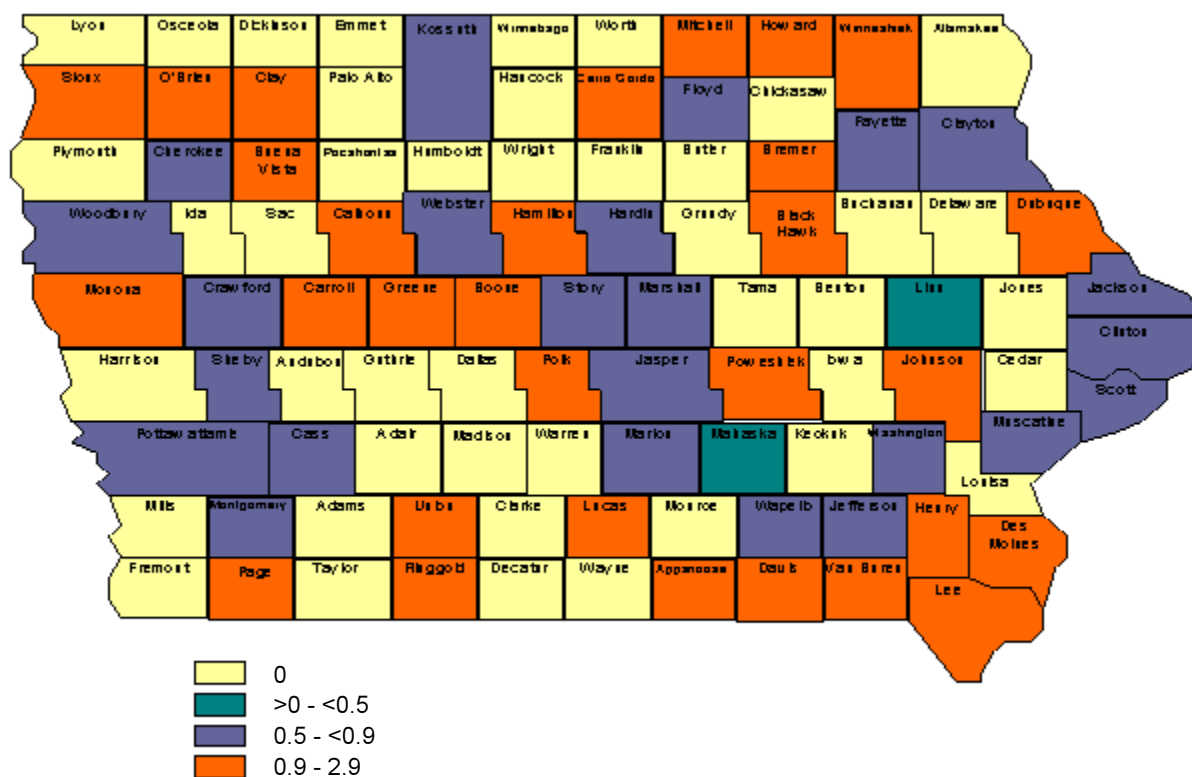 Lyon Osceola Dickinson Emmet Kossuth Winnebago Worth Mitchell Howard Winneshiek Allamakee
Sioux O'Brien Clay Palo Alto Hancock Cerro Gordo Floyd Chickasaw
Fayette Clayton
Plymouth Cherokee Buena Vista Pocahontas Humboldt Wright Franklin Butler Bremer
Woodbury Ida Sac Calhoun Webster Hamilton Hardin Grundy Black Hawk Buchanan Delaware Dubuque
Monona Crawford Carroll Greene Boone Story Marshall Tama Benton Linn Jones Jackson
Clinton
Harrison Shelby Audubon Guthrie Dallas Polk Jasper Poweshiek Iowa Johnson Cedar
Scott
Muscatine
Pottawattamie Cass Adair Madison Warren Marion Mahaska Keokuk Washington
Louisa
Mills Montgomery Adams Union Clarke Lucas Monroe Wapello Jefferson Henry
Des Moines
Fremont Page Taylor Ringgold Decatur Wayne Appanoose Davis Van Buren
Lee
0
>0 - <0.5
0.5 - <0.9
0.9 - 2.9